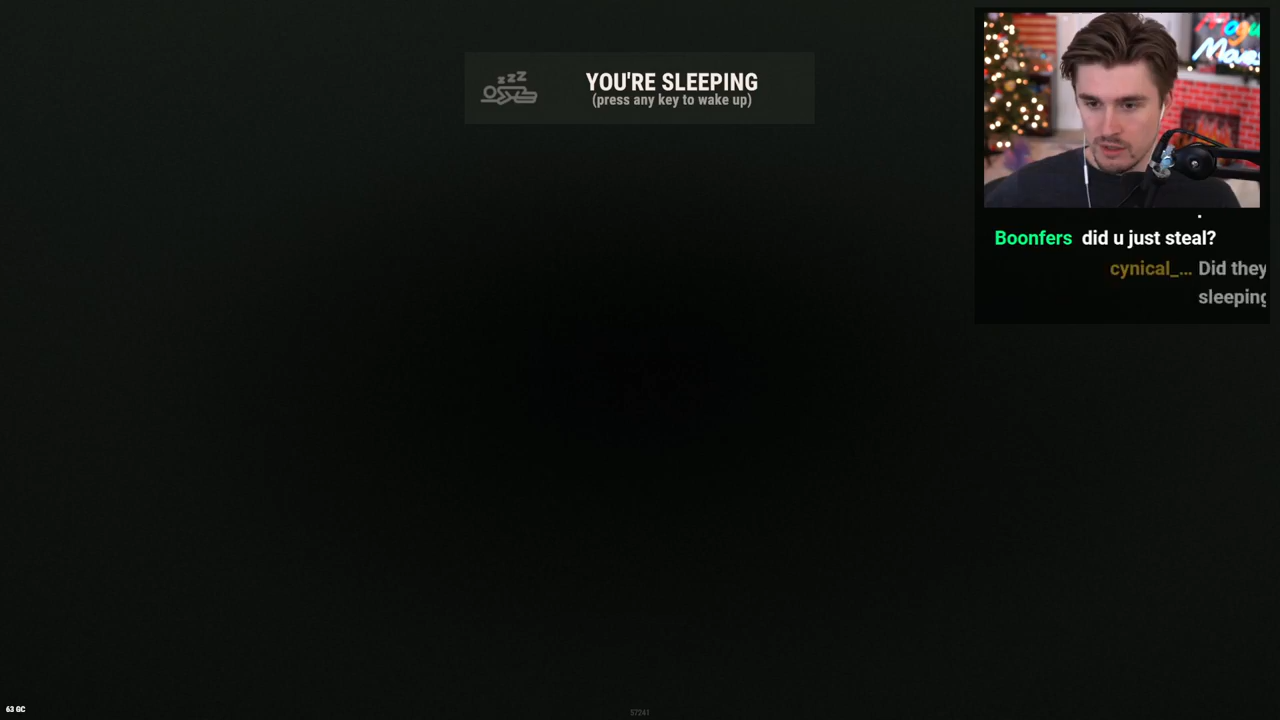 YOU'RE SLEEPING
(press any key to wake up)
Boonfers did u just steal?
cynical_... Did they
sleeping
63 GC
57241